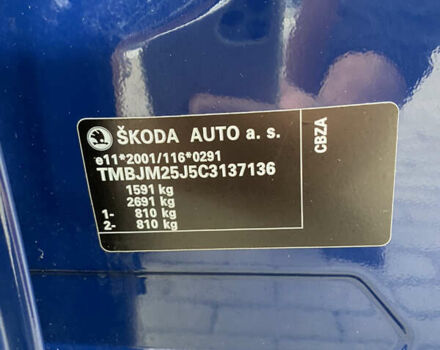 ŠKODA AUTO a. s.
e11*2001/116*0291
TMBJM25J5C3137136
1591 kg
2691 kg
1- 810 kg
2- 810 kg
CBZA